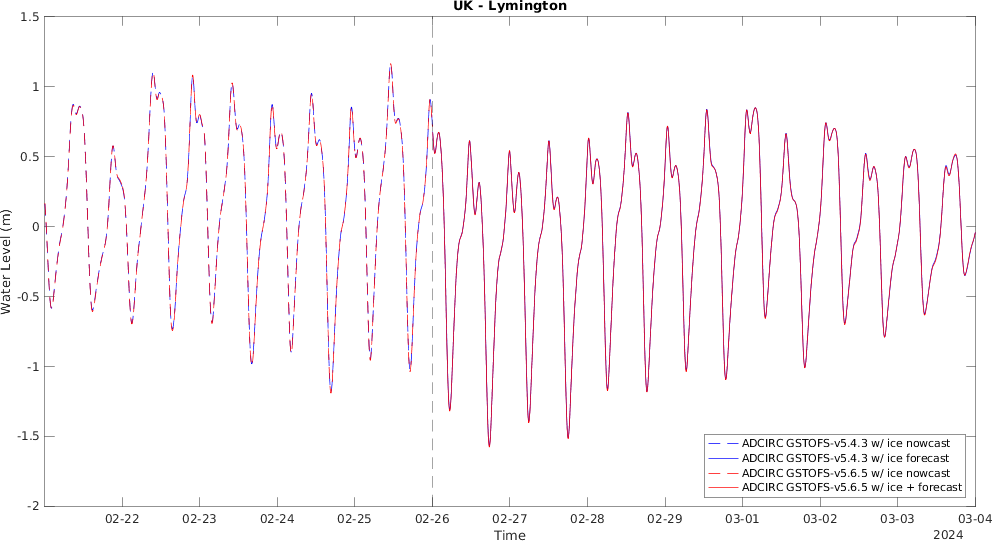 UK - Lymington
1.5
1
0.5
0
-0.5
-1
-1.5
-2
Water Level (m)
02-22 02-23 02-24 02-25 02-26 02-27 02-28 02-29 03-01 03-02 03-03 03-04
Time
2024
ADCIRC GSTOFS-v5.4.3 w/ ice nowcast
ADCIRC GSTOFS-v5.4.3 w/ ice forecast
ADCIRC GSTOFS-v5.6.5 w/ ice nowcast
ADCIRC GSTOFS-v5.6.5 w/ ice + forecast